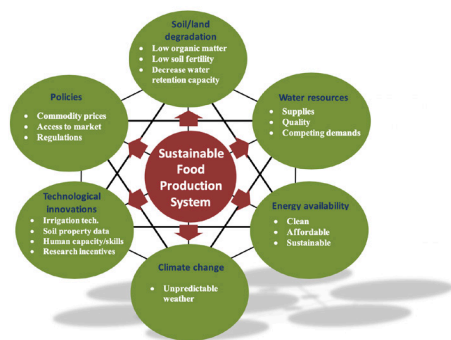 Soil/land
degradation
• Low organic matter
• Low soil fertility
• Decrease water
retention capacity
Policies
• Commodity prices
• Access to market
• Regulations
Water resources
• Supplies
• Quality
• Competing demands
Sustainable
Food
Production
System
Technological
innovations
• Irrigation tech.
• Soil property data
• Human capacity/skills
• Research incentives
Energy availability
• Clean
• Affordable
• Sustainable
Climate change
• Unpredictable
weather